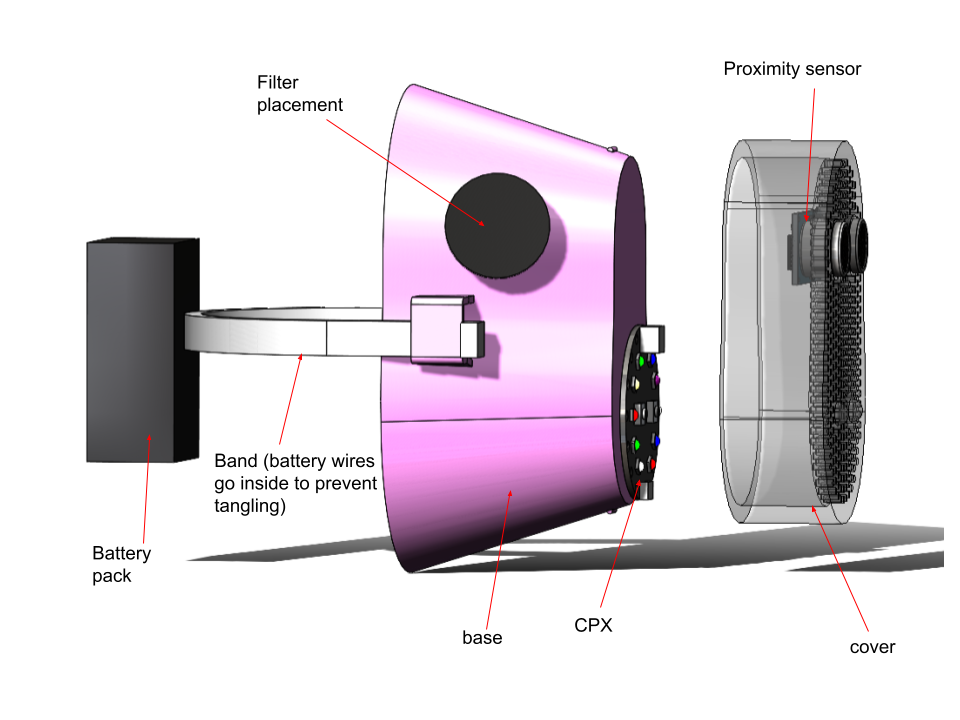 Filter
placement
Proximity sensor
Band (battery wires
go inside to prevent
tangling)
Battery
pack
base
CPX
cover